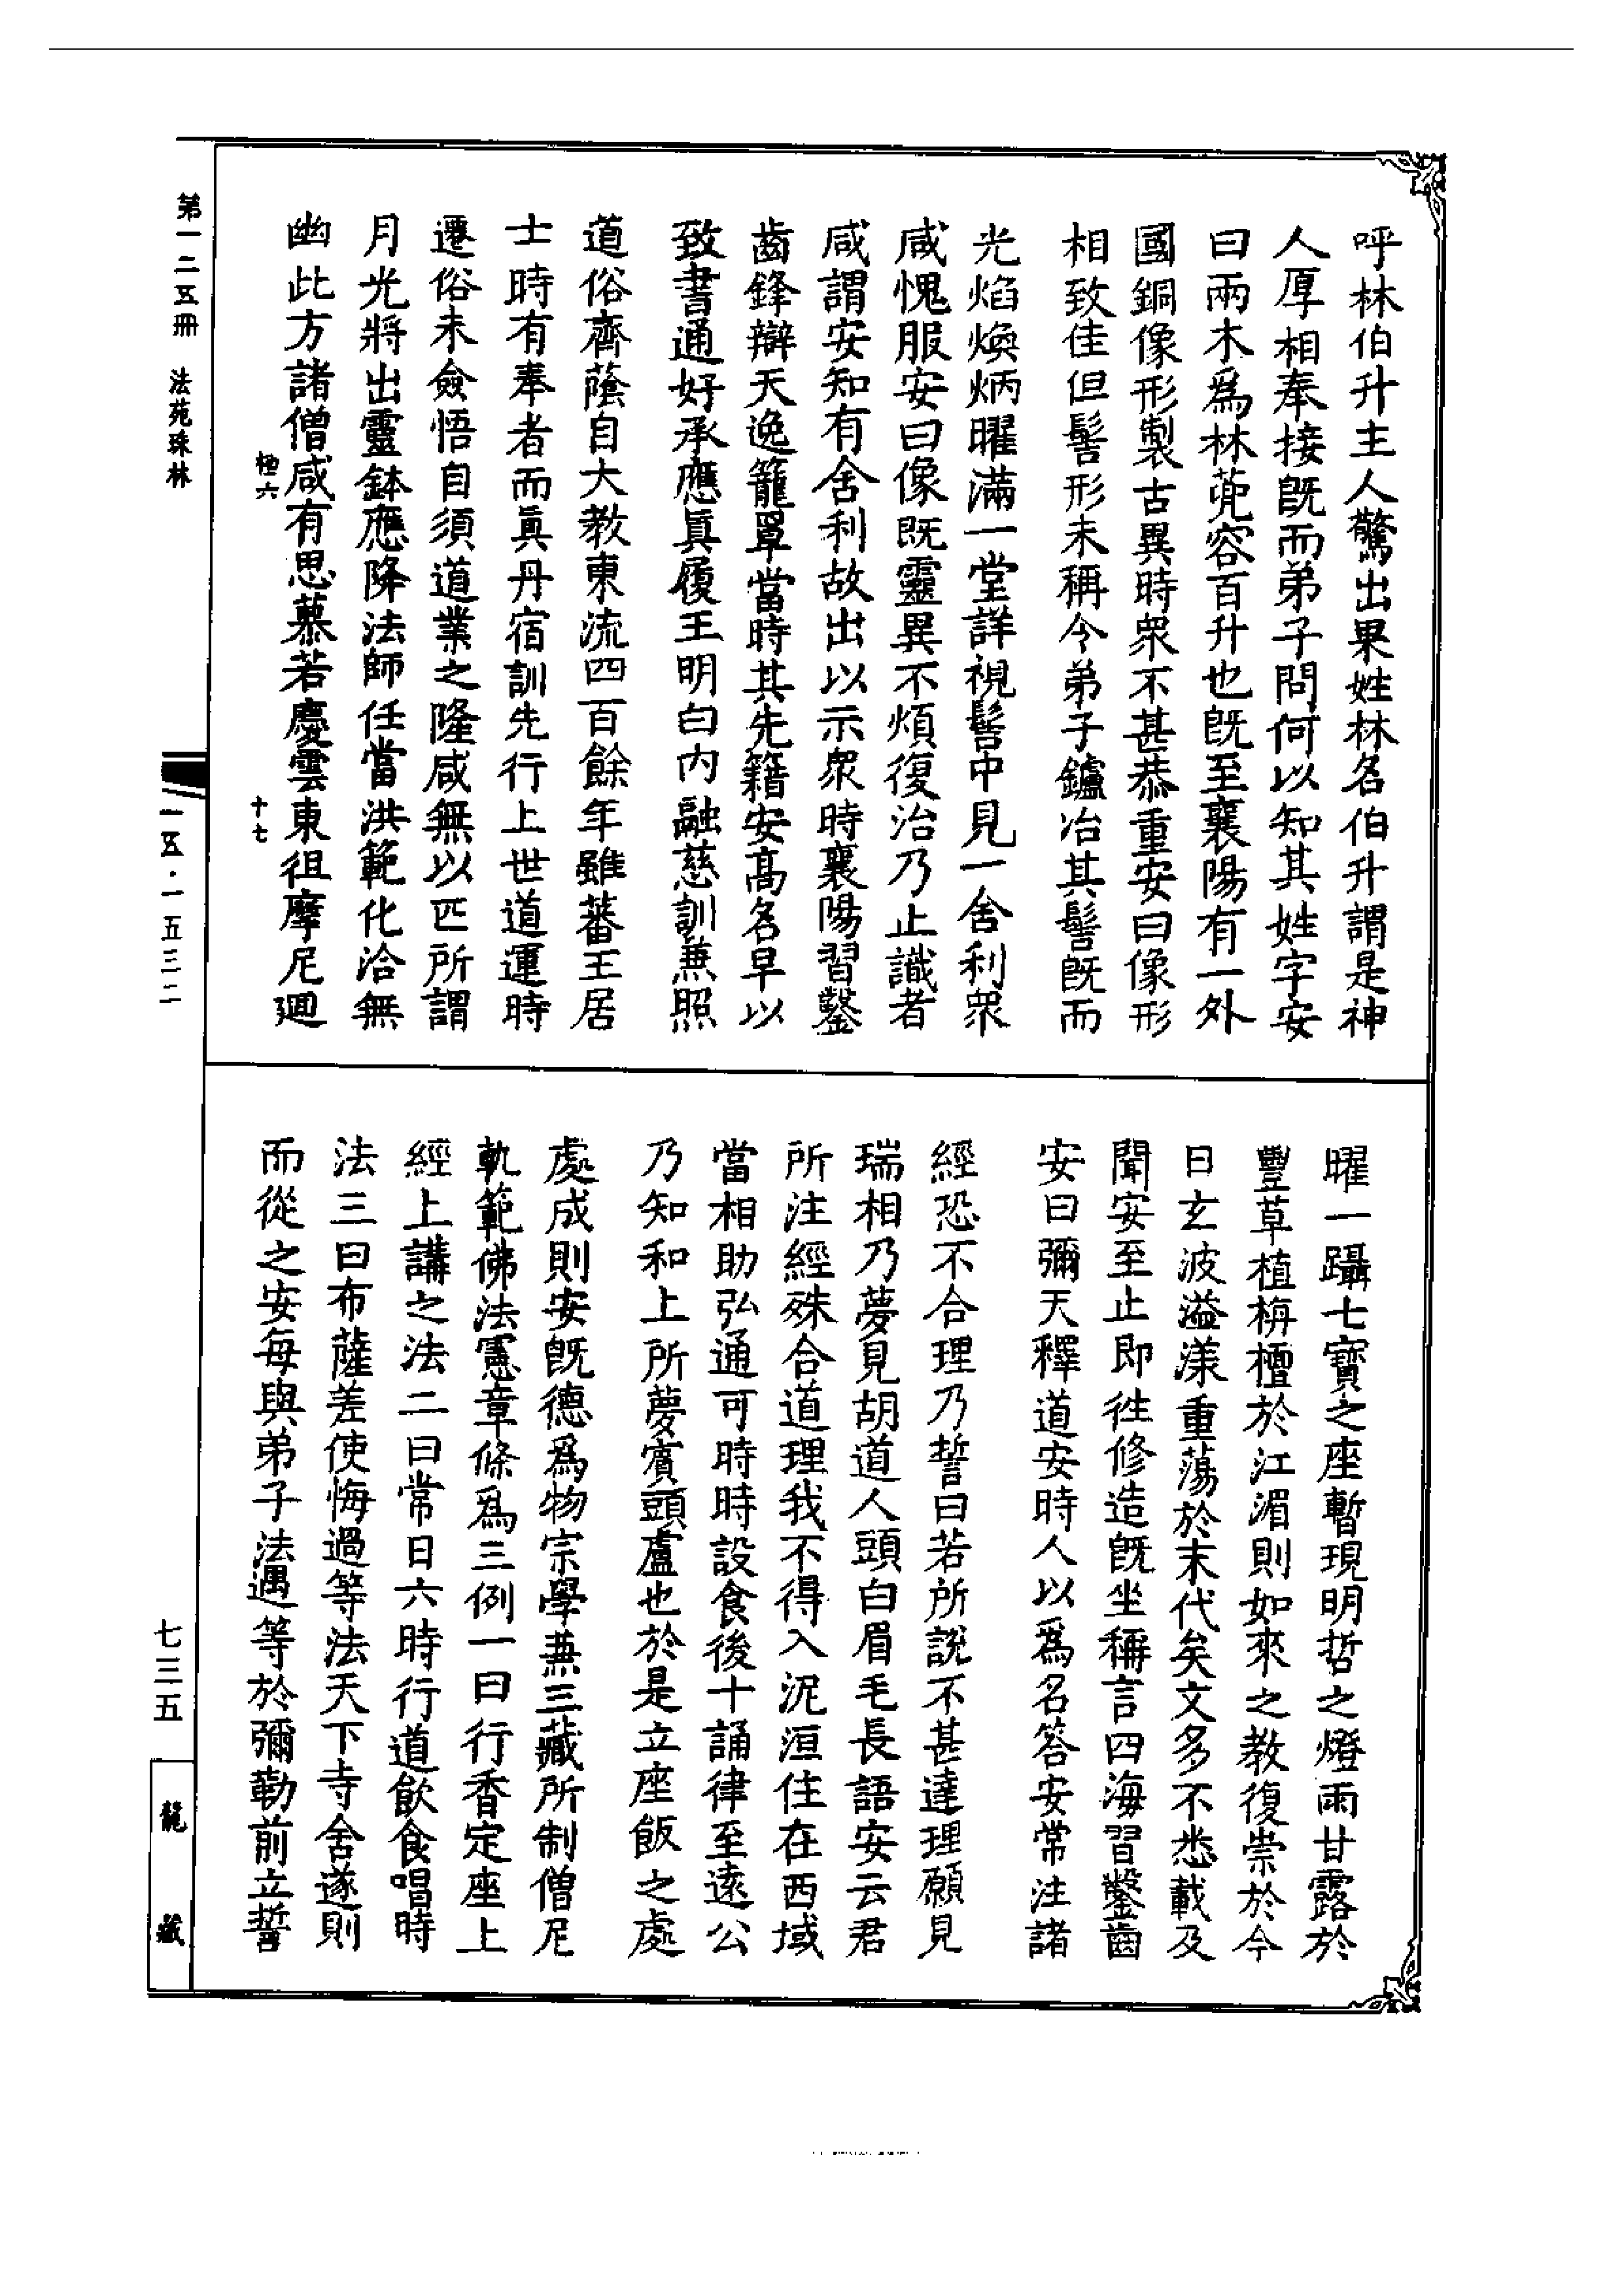 呼林伯升主人驚出果姓林名伯升謂是神
人厚相奉接旣而弟子問何以知其姓字安
曰兩木爲林蔸容百升也旣至襄陽有一外
國銅像形製古異時衆不甚恭重安曰像形
相致佳但髻形未稱令弟子鑪冶其髻旣而
光焰煥炳曜滿一堂詳視髻中見一舍利衆
咸愧服安曰像旣靈異不煩復治乃止識者
咸謂安知有舍利故出以示衆時襄陽習鑿
齒鋒辯天逸籠罩當時其先籍安高名早以
致書通好承應眞履王明白内融慈訓兼照
道俗齊蔭自大教東流四百餘年雖蕃王居
士時有奉者而眞丹宿訓先行上世道運時
遷俗未僉悟自須道業之隆咸無以匹所謂
月光將出靈鉢應降法師任當洪範化洽無
幽此方諸僧咸有思慕若慶雲東徂摩尼迴
曜一躡七寶之座暫現明哲之燈雨甘露於
豐草植栴檀於江湄則如來之教復崇於今
日玄波溢漾重蕩於末代矣文多不悉載及
聞安至止即徃修造旣坐稱言四海習鑿齒
安曰彌天釋道安時人以爲名答安常注諸
經恐不合理乃誓曰若所說不甚達理願見
瑞相乃夢見胡道人頭白眉毛長語安云君
所注經殊合道理我不得入泥洹住在西域
當相助弘通可時時設食後十誦律至遠公
乃知和上所夢賓頭盧也於是立座飯之處
處成則安旣德爲物宗學兼三藏所制僧尼
軌範佛法憲章條爲三例一曰行香定座上
經上講之法二曰常日六時行道飲食唱時
法三曰布薩差使悔過等法天下寺舍遂則
而從之安每與弟子法遇等於彌勒前立誓
第一二五冊　法苑珠林
極六
十七
一五·一五三二
七三五
龍藏